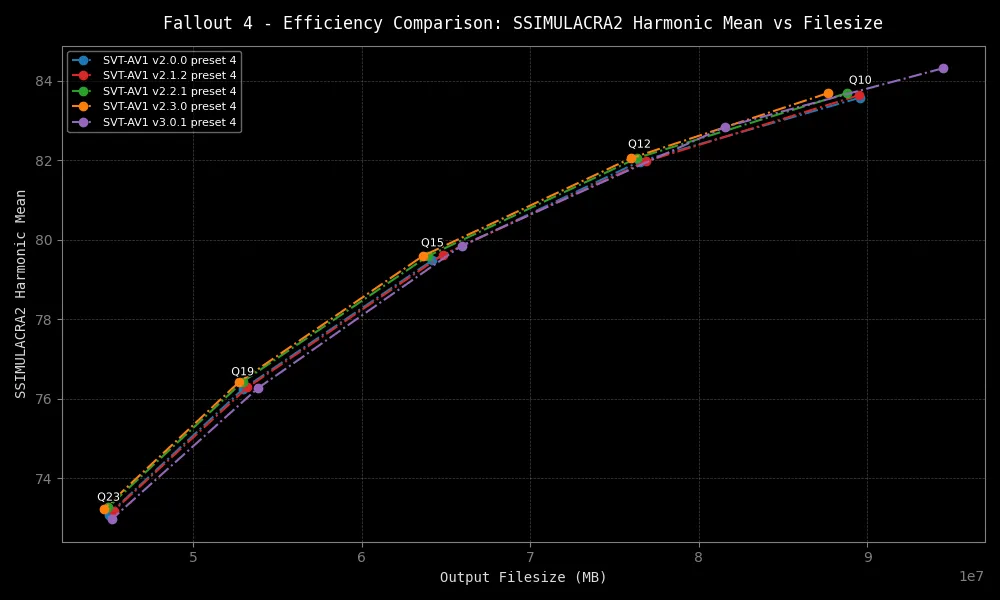 Fallout 4 - Efficiency Comparison: SSIMULACRA2 Harmonic Mean vs Filesize
SVT-AV1 v2.0.0 preset 4
SVT-AV1 v2.1.2 preset 4
SVT-AV1 v2.2.1 preset 4
SVT-AV1 v2.3.0 preset 4
SVT-AV1 v3.0.1 preset 4
Q10
Q12
Q15
Q19
Q23
84
82
80
78
76
74
SSIMULACRA2 Harmonic Mean
5 6 7 8 9
1e7
Output Filesize (MB)